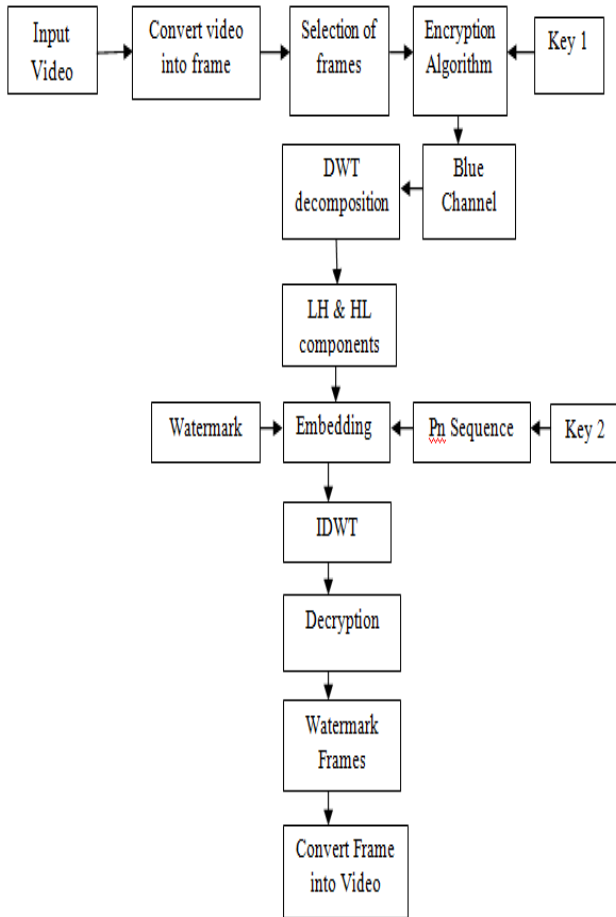 Input
Video
Convert video
into frame
Selection of
frames
Encryption
Algorithm
Key 1
DWT
decomposition
Blue
Channel
LH & HL
components
Watermark
Embedding
Pn Sequence
Key 2
IDWT
Decryption
Watermark
Frames
Convert Frame
into Video